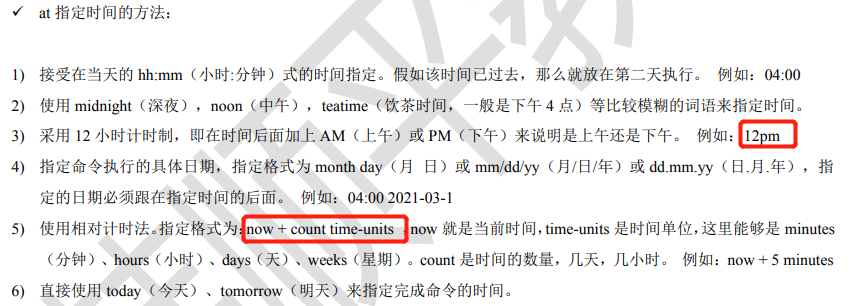 ✓ at 指定时间的方法：
1) 接受在当天的 hh:mm（小时:分钟）式的时间指定。假如该时间已过去，那么就放在第二天执行。 例如：04:00
2) 使用 midnight（深夜），noon（中午），teatime（饮茶时间，一般是下午 4 点）等比较模糊的词语来指定时间。
3) 采用 12 小时计时制，即在时间后面加上 AM（上午）或 PM（下午）来说明是上午还是下午。 例如：12pm
4) 指定命令执行的具体日期，指定格式为 month day（月 日）或 mm/dd/yy（月/日/年）或 dd.mm.yy（日.月.年），指
定的日期必须跟在指定时间的后面。 例如：04:00 2021-03-1
5) 使用相对计时法。指定格式为：now + count time-units ，now 就是当前时间，time-units 是时间单位，这里能够是 minutes
（分钟）、hours（小时）、days（天）、weeks（星期）。count 是时间的数量，几天，几小时。 例如：now + 5 minutes
6) 直接使用 today（今天）、tomorrow（明天）来指定完成命令的时间。